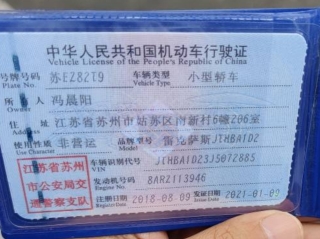 中华人民共和国机动车行驶证
Vehicle License of the People's Republic of China
号牌号码 苏EZ82T9 车辆类型 小型轿车
Plate No. Vehicle Type
所有人 冯晨阳
Owner
住址 江苏省苏州市姑苏区南新村6幢206室
Address
使用性质 非营运 品牌型号 雷克萨斯JTHBA1D2
Use Character Model
江苏省苏州
市公安局交
通警察支队
车辆识别代号 JTHBA1D23J5072885
VIN
发动机号码 8ARZ113946
Engine No.
注册日期 2018-08-09 发证日期 2021-01-09
Register Date Issue Date